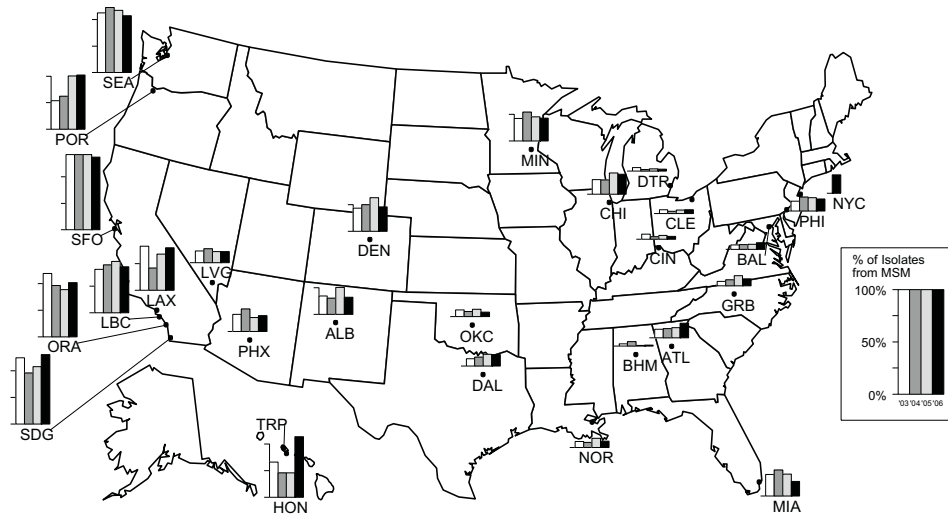 SEA
POR
SFO
ORA
SDG
LBC
LAX
LVG
PHX
ALB
DEN
MIN
CHI
DTR
CLE
CIN
OKC
DAL
BHM
ATL
NOR
GRB
BAL
PHI
NYC
MIA
TRP
HON
% of Isolates
from MSM
100%
50%
0%
'03 '04 '05 '06